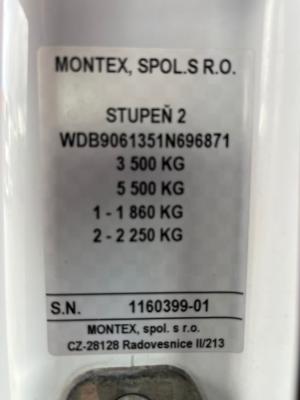 MONTEX, SPOL.S R.O.
STUPEŇ 2
WDB9061351N696871
3 500 KG
5 500 KG
1 - 1 860 KG
2 - 2 250 KG
S.N. 1160399-01
MONTEX, spol. s r.o.
CZ-28128 Radovesnice II/213